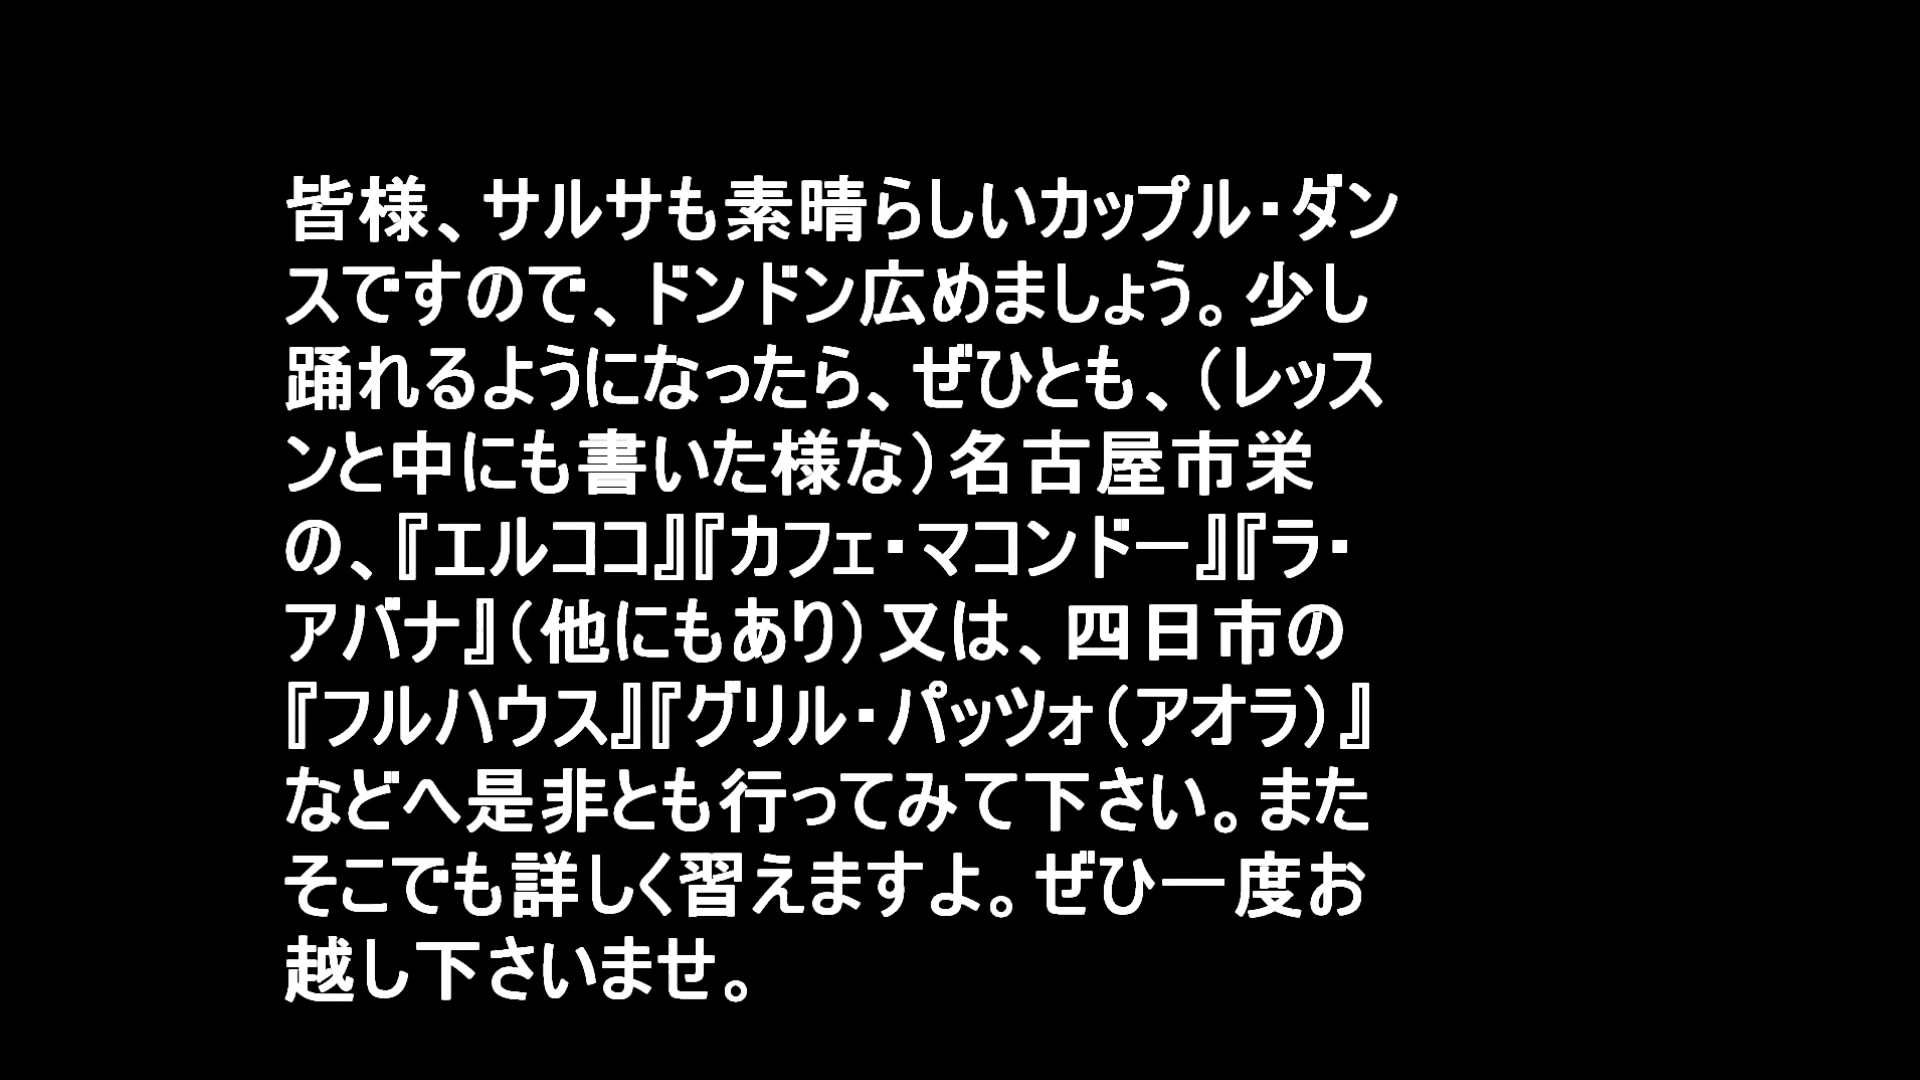 皆様、サルサも素晴らしいカップル・ダン
スですので、ドンドン広めましょう。少し
踊れるようになったら、ぜひとも、（レッス
ンと中にも書いた様な）名古屋市栄
の、『エルココ』『カフェ・マコンドー』『ラ・
アバナ』（他にもあり）又は、四日市の
『フルハウス』『グリル・パッツォ（アオラ）』
などへ是非とも行ってみて下さい。また
そこでも詳しく習えますよ。ぜひ一度お
越し下さいませ。